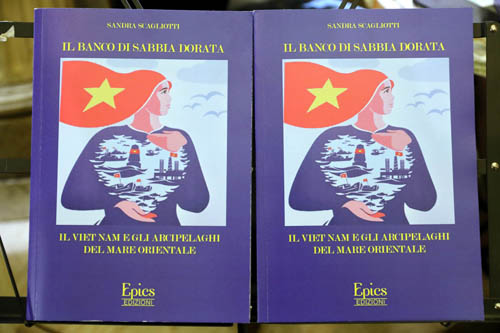 SANDRA SCAGLIOTTI
IL BANCO DI SABBIA DORATA
IL VIET NAM E GLI ARCIPELAGHI
DEL MARE ORIENTALE
Epics
EDIZIONI
SANDRA SCAGLIOTTI
IL BANCO DI SABBIA DORATA
IL VIET NAM E GLI ARCIPELAGHI
DEL MARE ORIENTALE
Epics
EDIZIONI